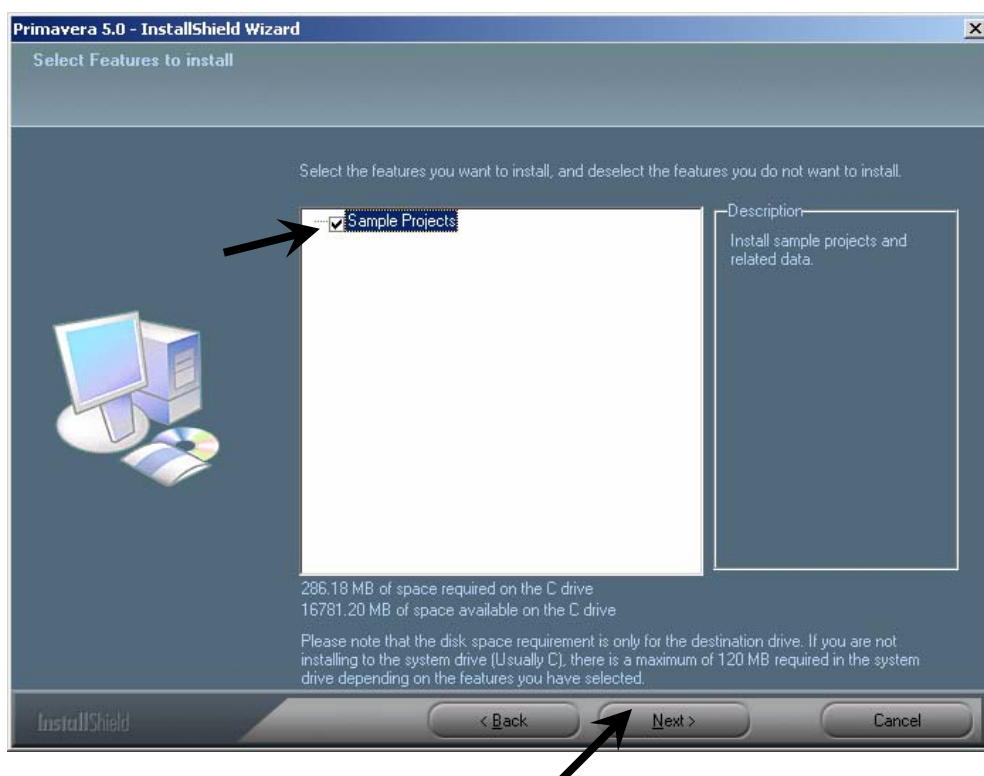 Primavera 5.0 - InstallShield Wizard
Select Features to install
Select the features you want to install, and deselect the features you do not want to install.
Sample Projects
Description
Install sample projects and
related data.
286.18 MB of space required on the C drive
16781.20 MB of space available on the C drive
Please note that the disk space requirement is only for the destination drive. If you are not
installing to the system drive (Usually C), there is a maximum of 120 MB required in the system
drive depending on the features you have selected.
InstallShield
< Back
Next >
Cancel